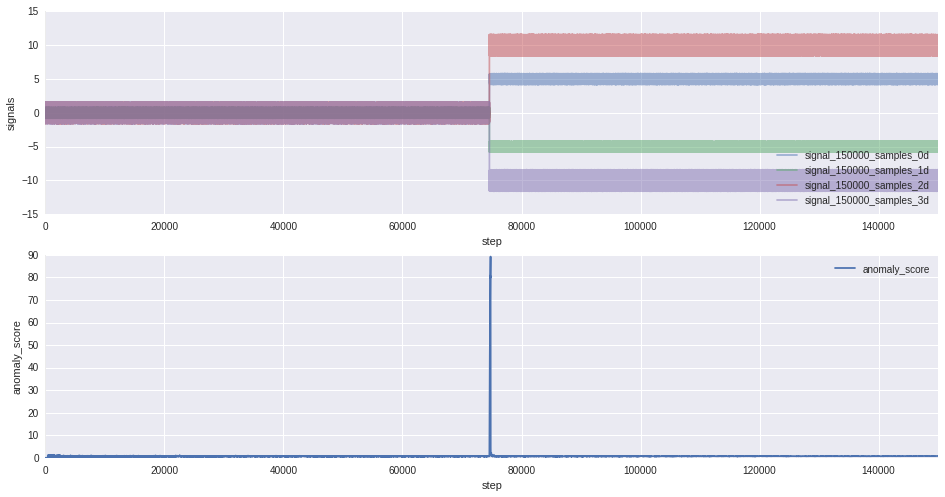 15
10
5
0
−5
−10
−15
signals
signal_150000_samples_0d
signal_150000_samples_1d
signal_150000_samples_2d
signal_150000_samples_3d
0 20000 40000 60000 80000 100000 120000 140000
step
90
80
70
60
50
40
30
20
10
0
anomaly_score
anomaly_score
0 20000 40000 60000 80000 100000 120000 140000
step